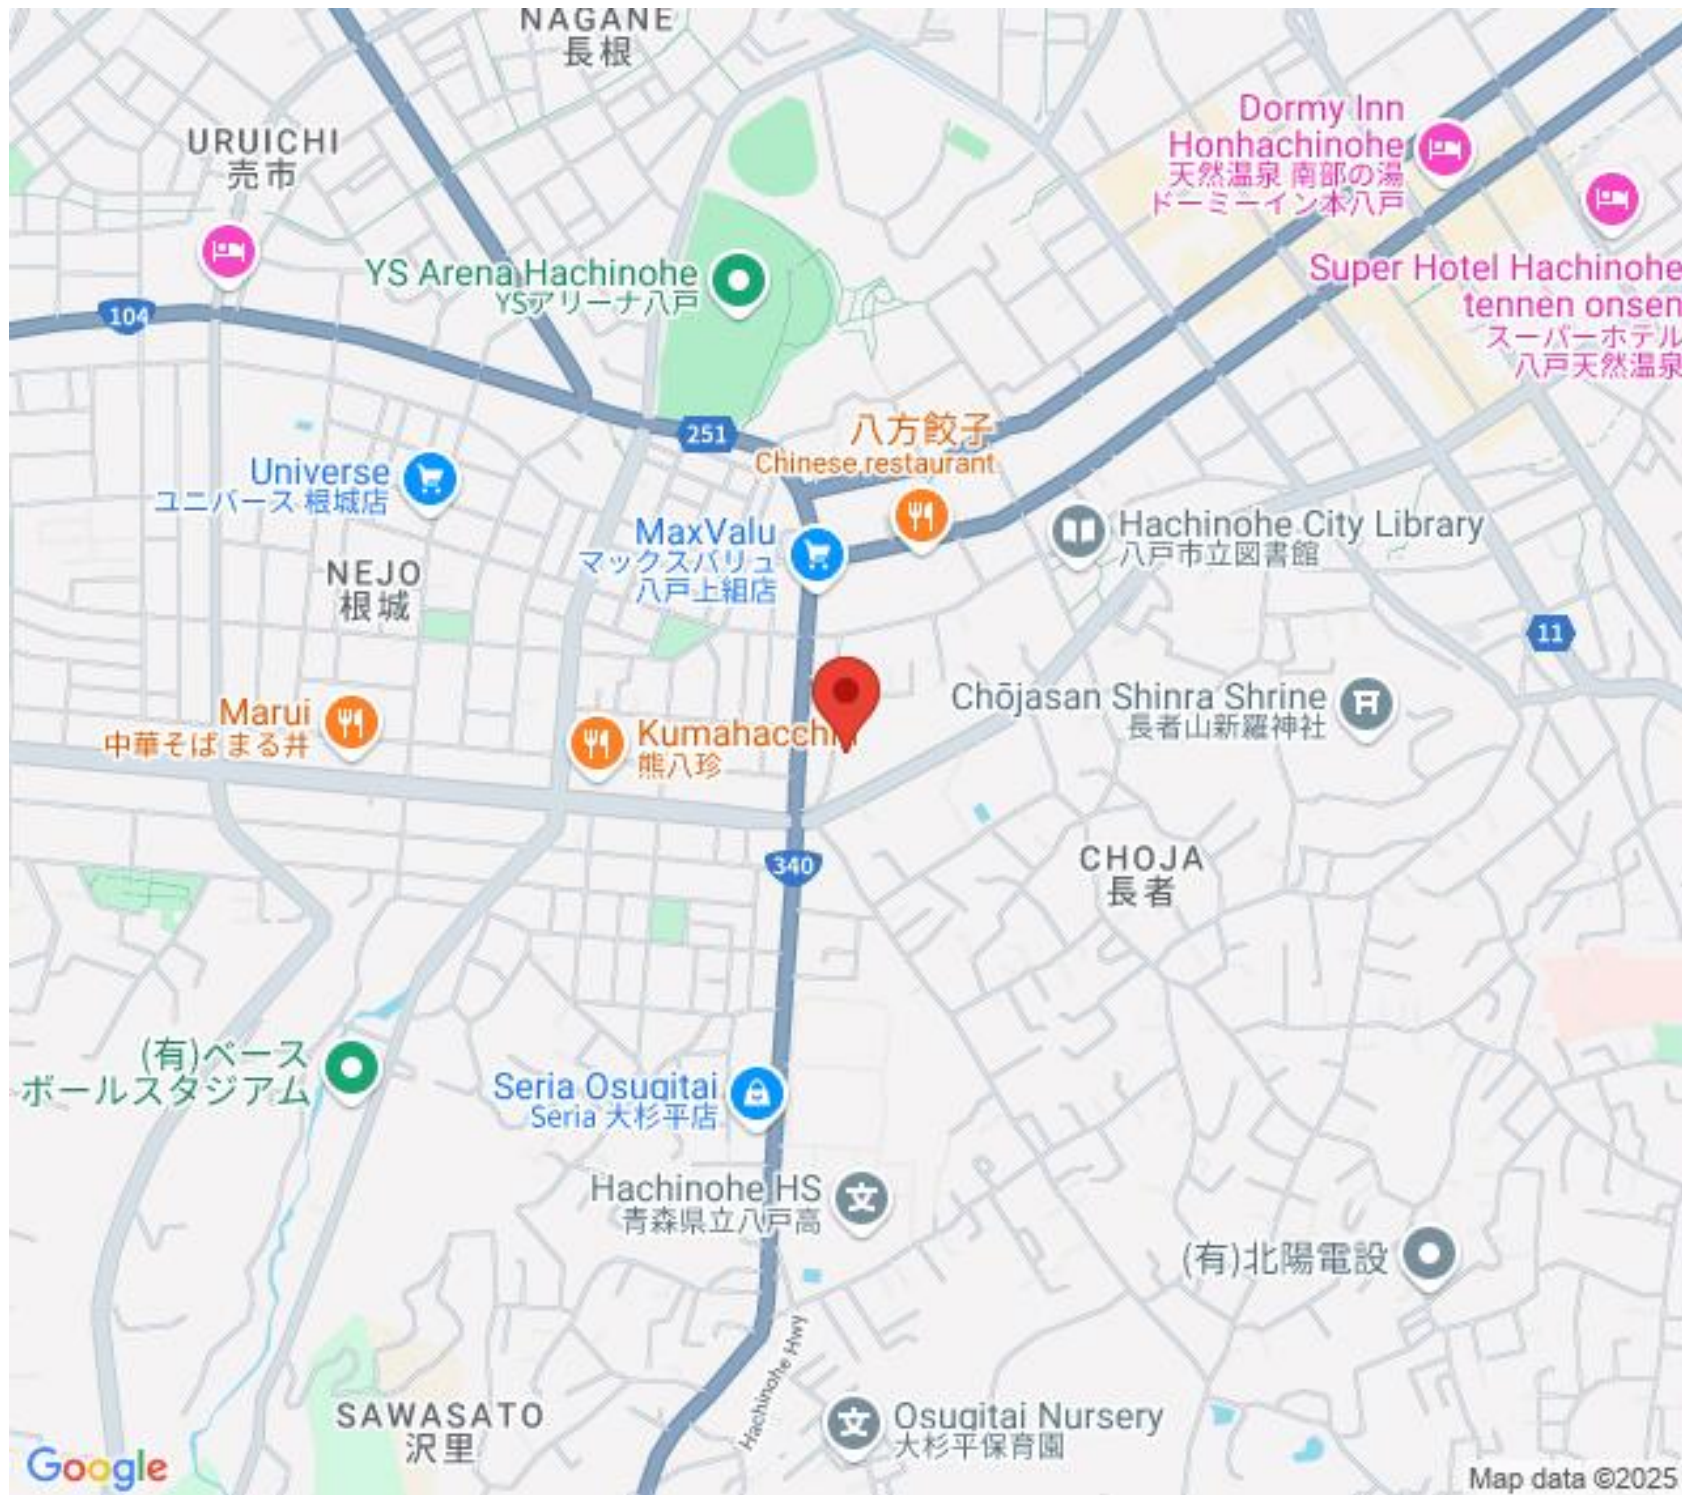 NAGANE
長根
URUICHI
売市
Dormy Inn
Honhachinohe
天然温泉 南部の湯
ドーミーイン本八戸
YS Arena Hachinohe
YSアリーナ八戸
Super Hotel Hachinohe
tennen onsen
スーパーホテル
八戸天然温泉
104
251
八方餃子
Chinese restaurant
Universe
ユニバース 根城店
MaxValu
マックスバリュ
八戸上組店
Hachinohe City Library
八戸市立図書館
NEJO
根城
11
Chōjasan Shinra Shrine
長者山新羅神社
Marui
中華そば まる井
Kumahacchin
熊八珍
340
CHOJA
長者
(有)ベース
ボールスタジアム
Seria Osugitai
Seria 大杉平店
Hachinohe HS
青森県立八戸高
文
(有)北陽電設
Hachinohe Hwy
SAWASATO
沢里
文
Osugitai Nursery
大杉平保育園
Google
Map data ©2025